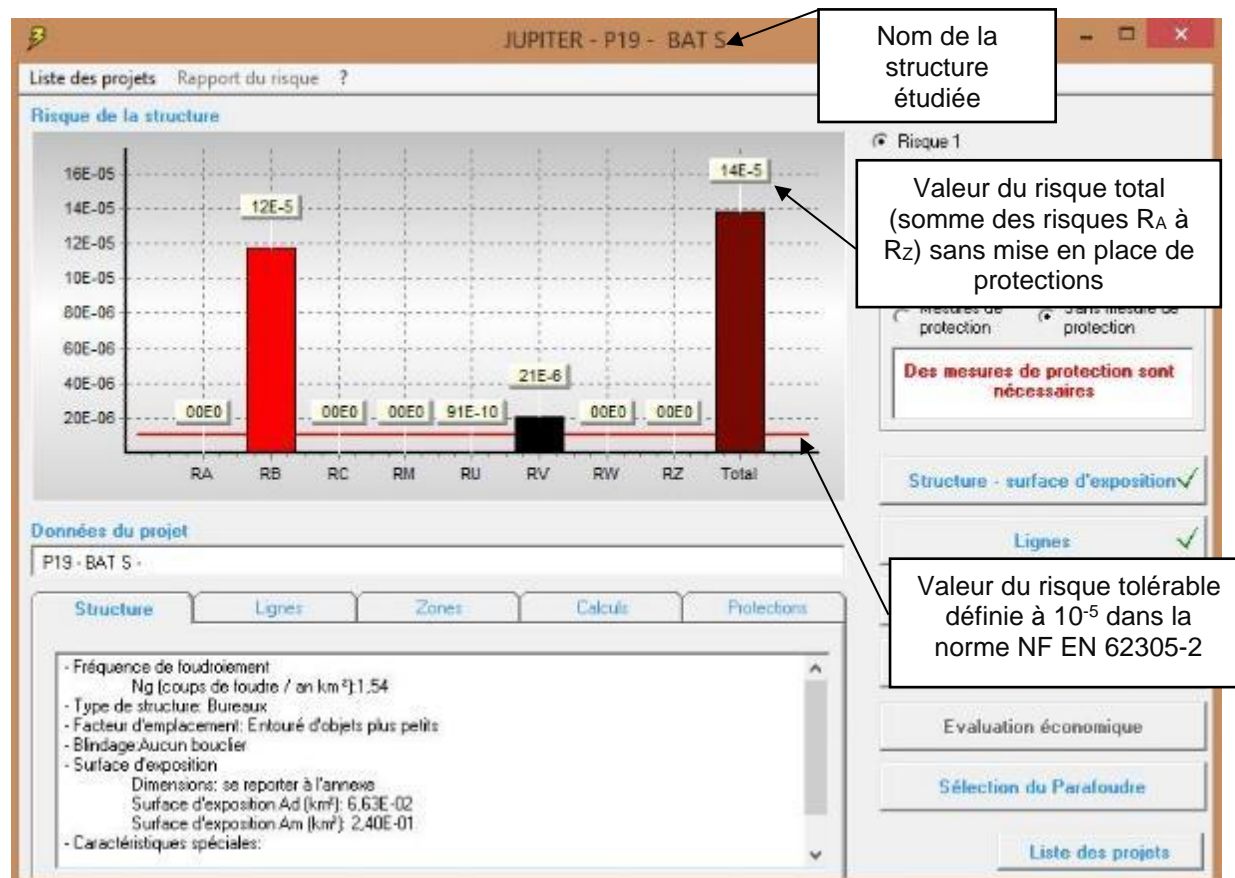 JUPITER - P19 - BAT S
Nom de la
structure
étudiée
Liste des projets Rapport du risque ?
Risque de la structure
Risque 1
16E-05
14E-05
12E-05
10E-05
80E-06
60E-06
40E-06
20E-06
00E0
12E-5
00E0
00E0
91E-10
21E-6
00E0
00E0
14E-5
RA RB RC RM RU RV RW RZ Total
Valeur du risque total
(somme des risques RA à
RZ) sans mise en place de
protections
Mesures de
protection
Sans mesure de
protection
Des mesures de protection sont
nécessaires
Structure - surface d'exposition
Lignes
Valeur du risque tolérable
définie à 10-5 dans la
norme NF EN 62305-2
Evaluation économique
Sélection du Parafoudre
Liste des projets
Données du projet
P19 - BAT S -
Structure Lignes Zones Calculs Protections
- Fréquence de foudroiement
Ng (coups de foudre / an km²):1,54
- Type de structure: Bureaux
- Facteur d'emplacement: Entouré d'objets plus petits
- Blindage:Aucun bouclier
- Surface d'exposition
Dimensions: se reporter à l'annexe
Surface d'exposition Ad (km²): 6,63E-02
Surface d'exposition Am (km²): 2,40E-01
- Caractéristiques spéciales: